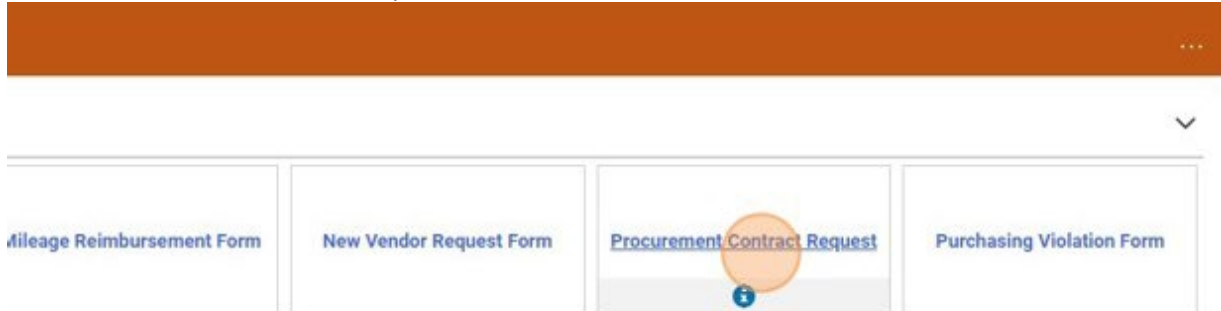 ...
Mileage Reimbursement Form
New Vendor Request Form
Procurement Contract Request
Purchasing Violation Form
i